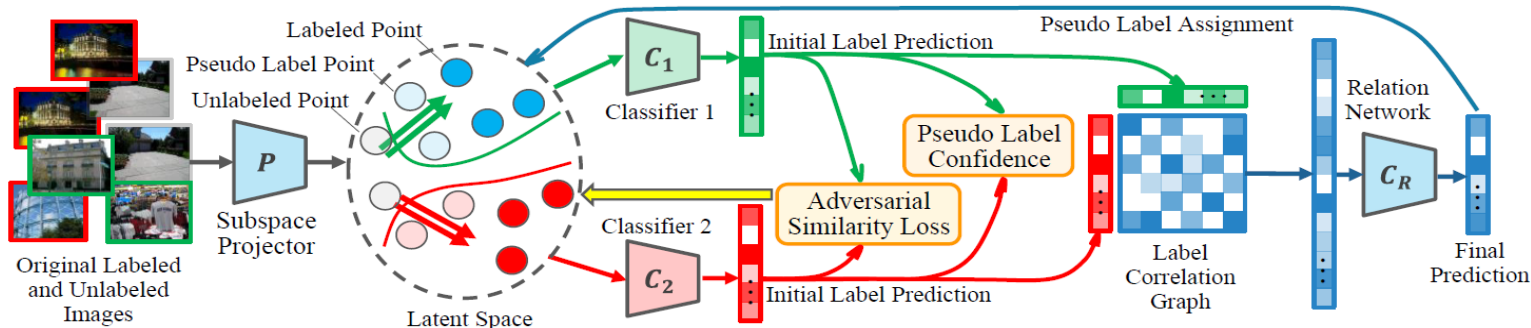 Labeled Point
Pseudo Label Point
Unlabeled Point
P
Subspace
Projector
Original Labeled
and Unlabeled
Images
Latent Space
C1
Classifier 1
Classifier 2
C2
Initial Label Prediction
Initial Label Prediction
Adversarial
Similarity Loss
Pseudo Label
Confidence
Pseudo Label Assignment
Label
Correlation
Graph
Relation
Network
CR
Final
Prediction